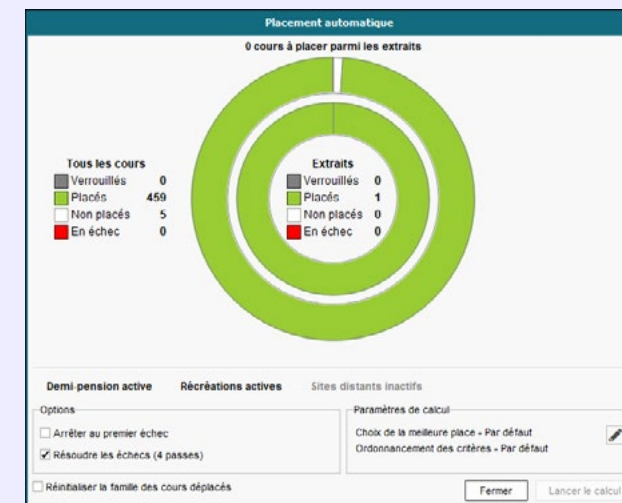 Placement automatique
0 cours à placer parmi les extraits
Tous les cours
Verrouillés 0
Placés 459
Non placés 5
En échec 0
Extraits
Verrouillés 0
Placés 1
Non placés 0
En échec 0
Demi-pension active Récréations actives Sites distants inactifs
Options
Arrêter au premier échec
Résoudre les échecs (4 passes)
Paramètres de calcul
Choix de la meilleure place - Par défaut
Ordonnancement des critères - Par défaut
Réinitialiser la famille des cours déplacés
Fermer Lancer le calcul